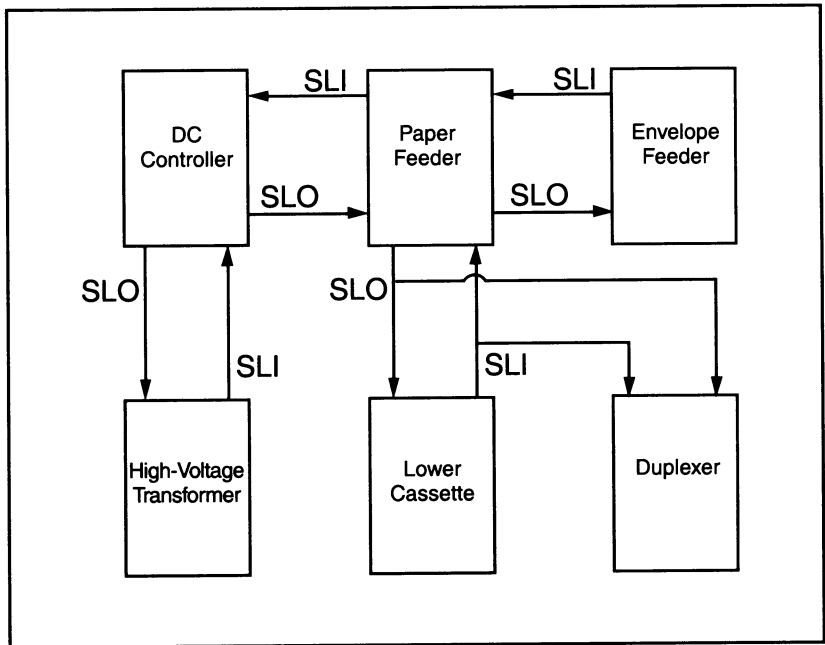 SLI
SLI
DC
Controller
Paper
Feeder
Envelope
Feeder
SLO
SLO
SLO
SLO
SLI
SLI
High-Voltage
Transformer
Lower
Cassette
Duplexer